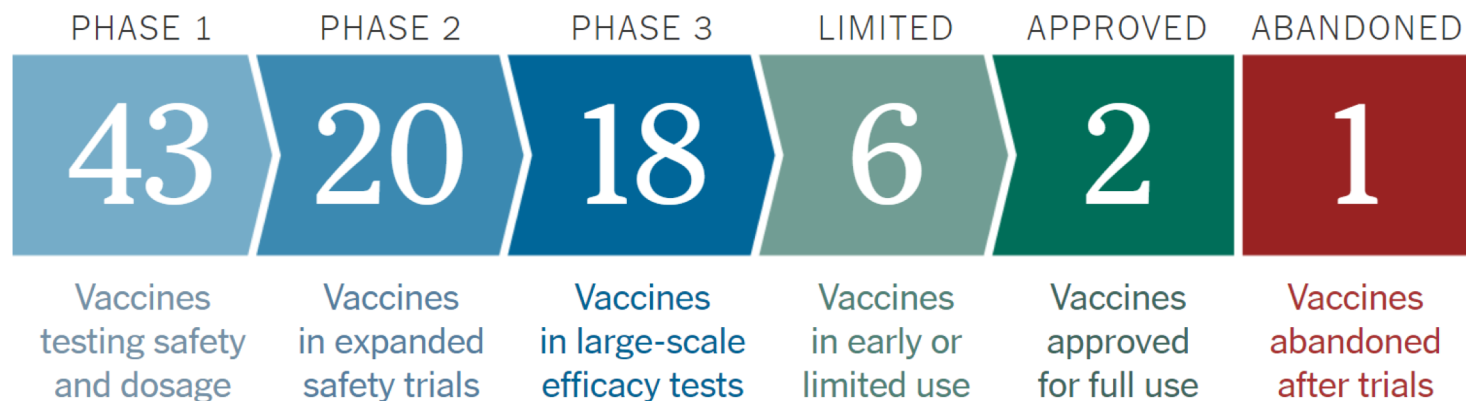 PHASE 1 PHASE 2 PHASE 3 LIMITED APPROVED ABANDONED
43 20 18 6 2 1
Vaccines
testing safety
and dosage
Vaccines
in expanded
safety trials
Vaccines
in large-scale
efficacy tests
Vaccines
in early or
limited use
Vaccines
approved
for full use
Vaccines
abandoned
after trials